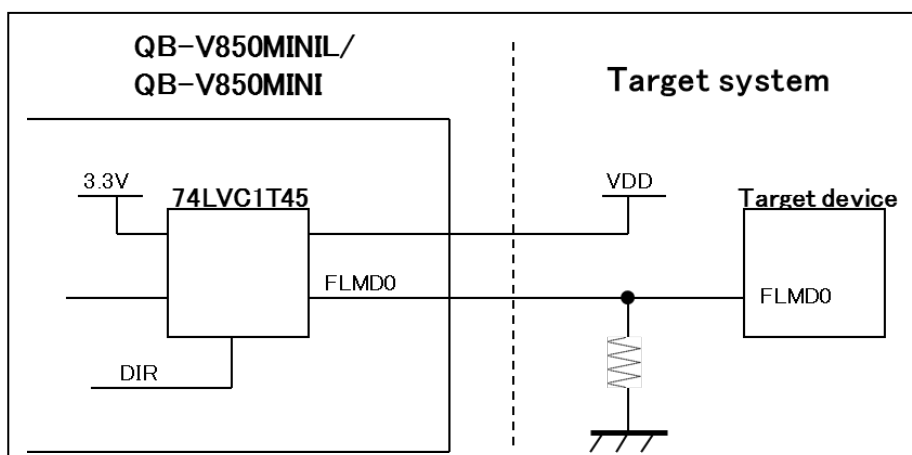 QB-V850MINIL/
QB-V850MINI
Target system
3.3V
74LVC1T45
VDD
Target device
FLMD0
FLMD0
DIR